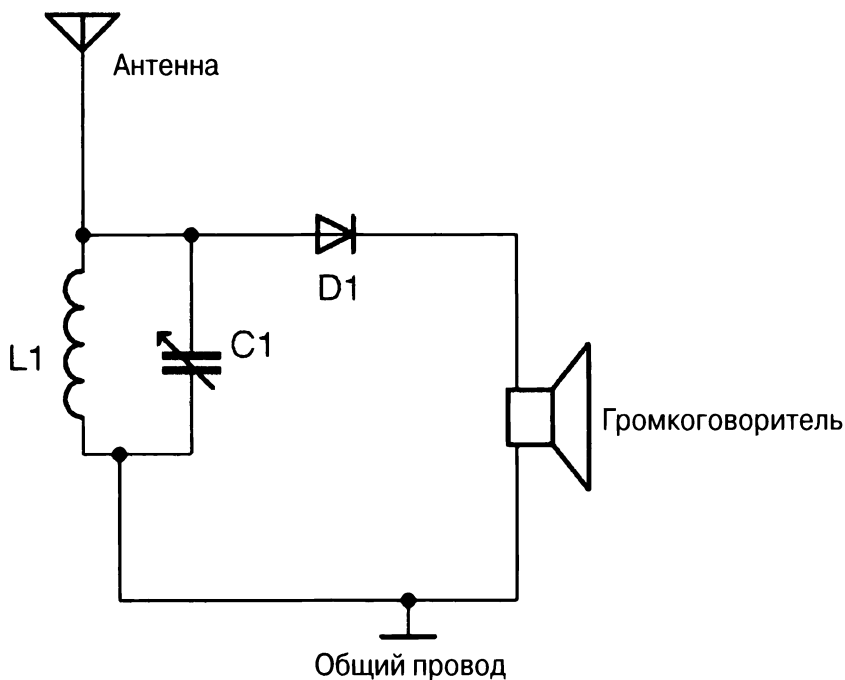 Антенна
D1
C1
L1
Громкоговоритель
Общий провод